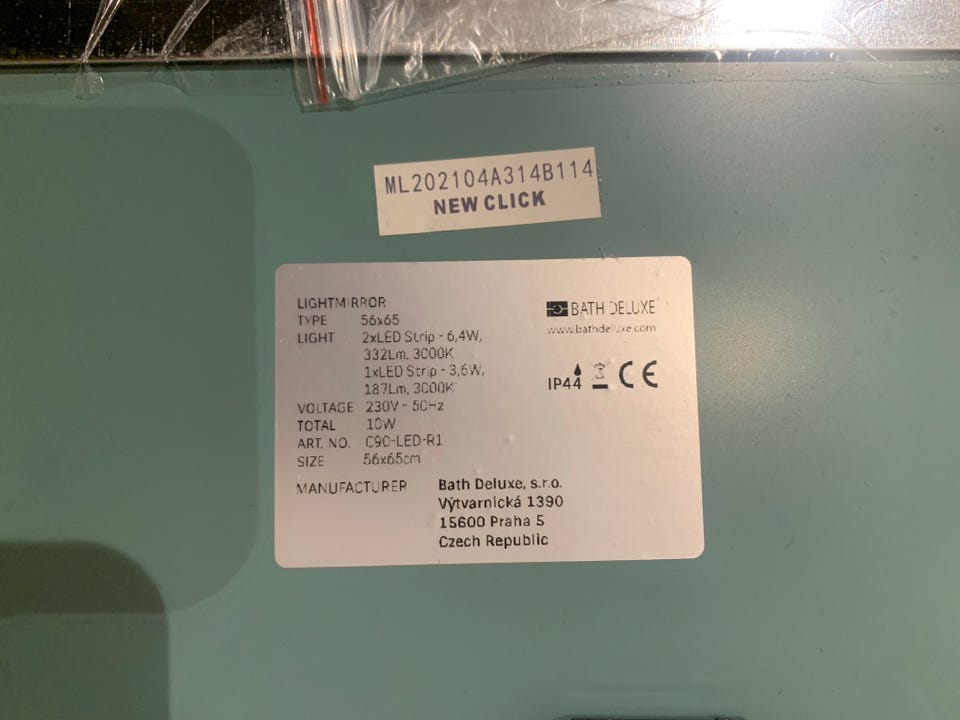 ML202104A314B114
NEW CLICK
LIGHTMIRROR
TYPE 56x65
LIGHT 2xLED Strip - 6,4W,
332Lm, 3000K
1xLED Strip - 3,6W,
187Lm, 3000K
VOLTAGE 230V ~ 50Hz
TOTAL 10W
ART. NO. C90-LED-R1
SIZE 56x65cm
BATH DELUXE
www.bathdeluxe.com
IP44 CE
MANUFACTURER Bath Deluxe, s.r.o.
Výtvarnická 1390
15600 Praha 5
Czech Republic